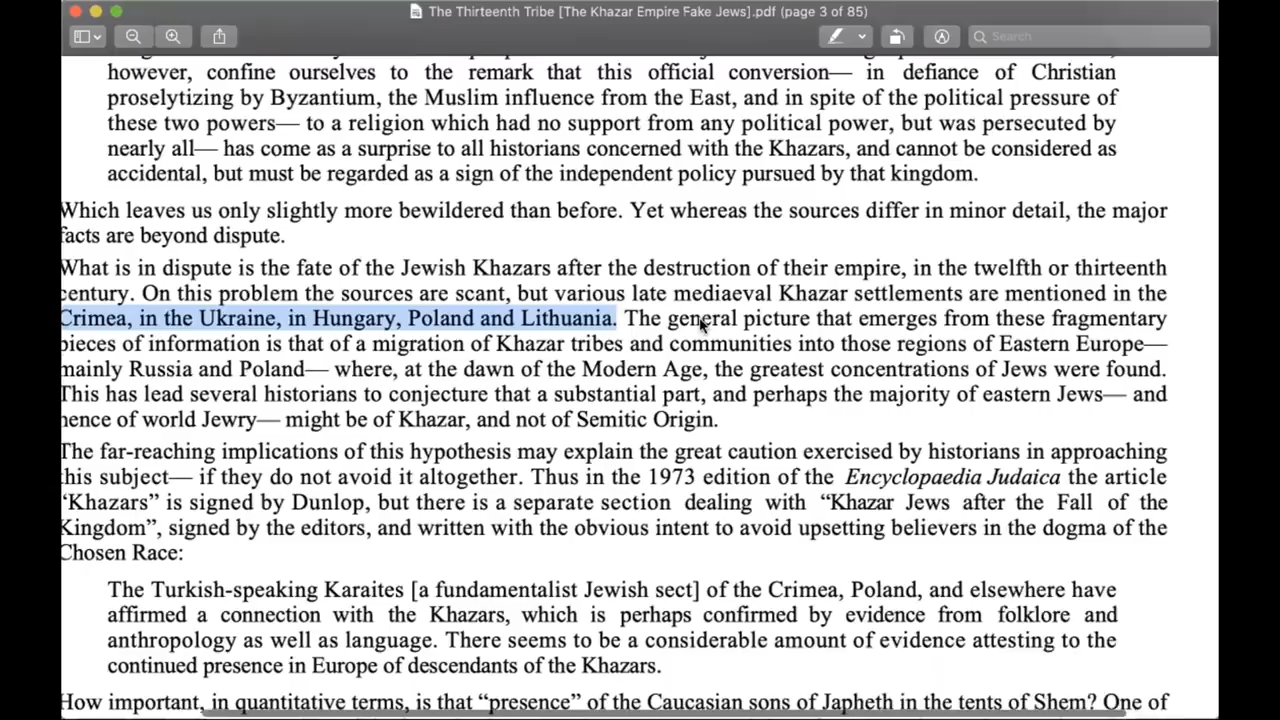 The Thirteenth Tribe [The Khazar Empire Fake Jews].pdf (page 3 of 85)
Search
however, confine ourselves to the remark that this official conversion— in defiance of Christian
proselytizing by Byzantium, the Muslim influence from the East, and in spite of the political pressure of
these two powers— to a religion which had no support from any political power, but was persecuted by
nearly all— has come as a surprise to all historians concerned with the Khazars, and cannot be considered as
accidental, but must be regarded as a sign of the independent policy pursued by that kingdom.
Which leaves us only slightly more bewildered than before. Yet whereas the sources differ in minor detail, the major
facts are beyond dispute.
What is in dispute is the fate of the Jewish Khazars after the destruction of their empire, in the twelfth or thirteenth
century. On this problem the sources are scant, but various late mediaeval Khazar settlements are mentioned in the
Crimea, in the Ukraine, in Hungary, Poland and Lithuania. The general picture that emerges from these fragmentary
pieces of information is that of a migration of Khazar tribes and communities into those regions of Eastern Europe—
mainly Russia and Poland— where, at the dawn of the Modern Age, the greatest concentrations of Jews were found.
This has lead several historians to conjecture that a substantial part, and perhaps the majority of eastern Jews— and
hence of world Jewry— might be of Khazar, and not of Semitic Origin.
The far-reaching implications of this hypothesis may explain the great caution exercised by historians in approaching
this subject— if they do not avoid it altogether. Thus in the 1973 edition of the Encyclopaedia Judaica the article
“Khazars” is signed by Dunlop, but there is a separate section dealing with “Khazar Jews after the Fall of the
Kingdom”, signed by the editors, and written with the obvious intent to avoid upsetting believers in the dogma of the
Chosen Race:
The Turkish-speaking Karaites [a fundamentalist Jewish sect] of the Crimea, Poland, and elsewhere have
affirmed a connection with the Khazars, which is perhaps confirmed by evidence from folklore and
anthropology as well as language. There seems to be a considerable amount of evidence attesting to the
continued presence in Europe of descendants of the Khazars.
How important, in quantitative terms, is that “presence” of the Caucasian sons of Japheth in the tents of Shem? One of